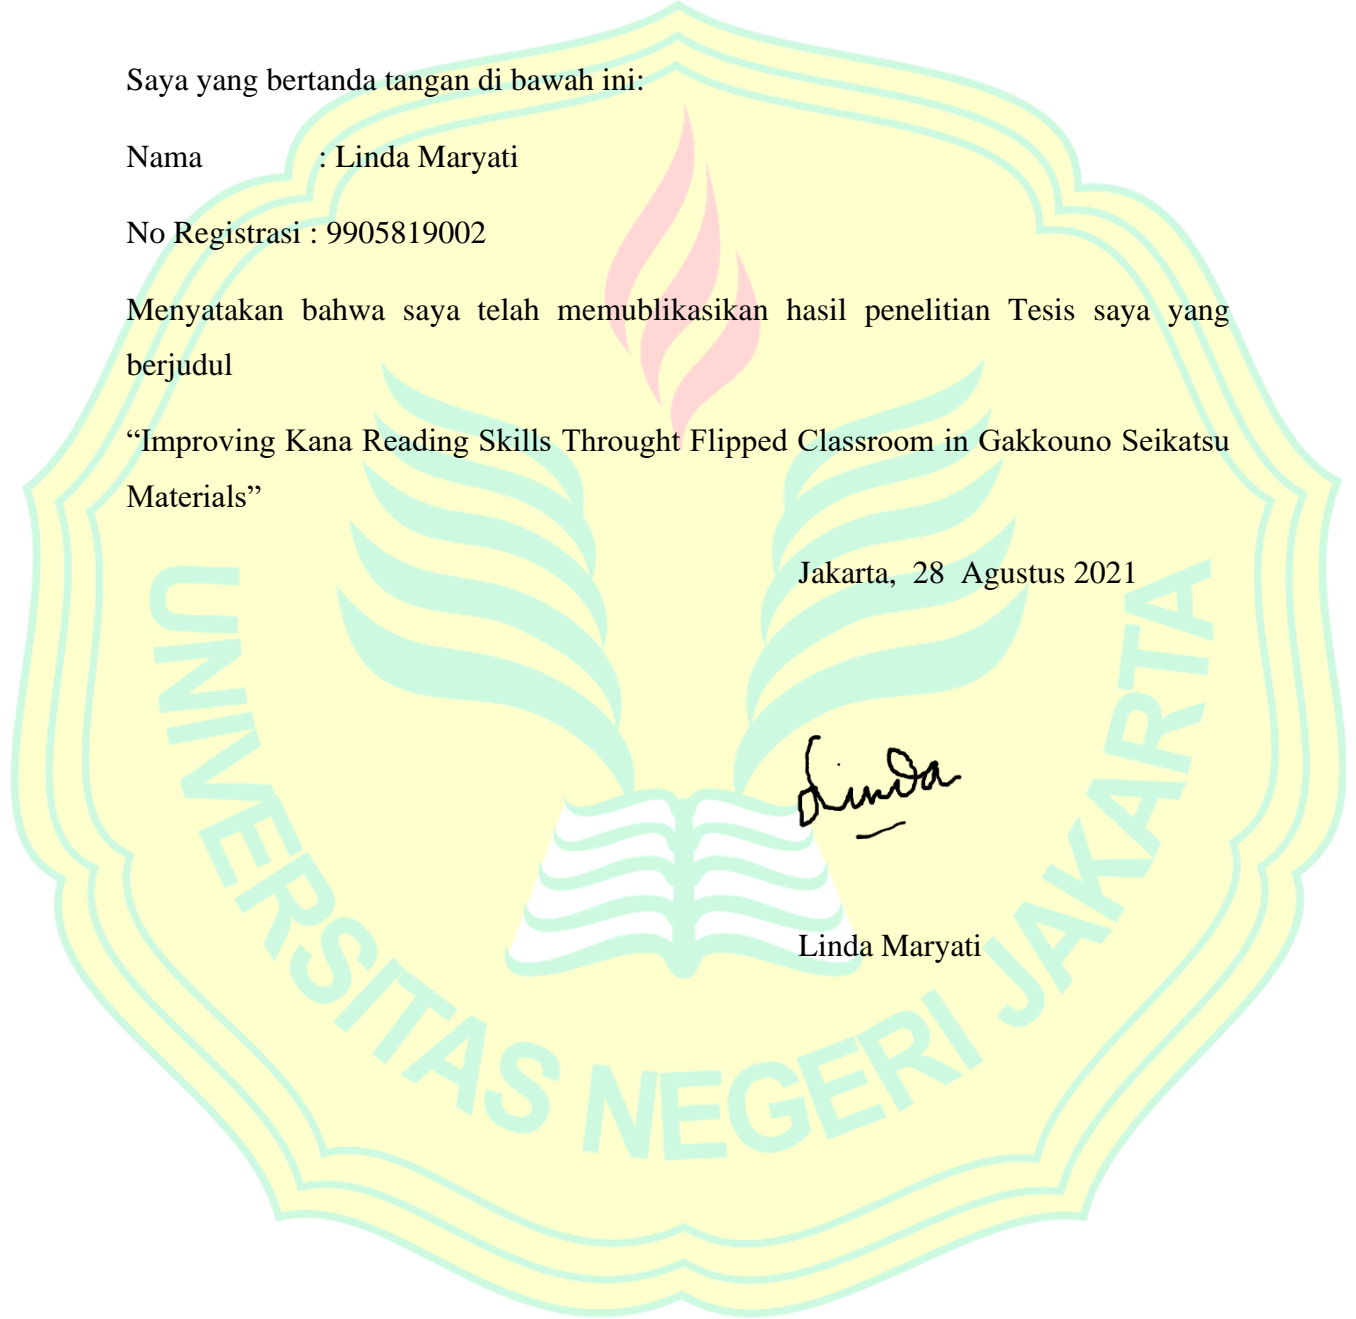 Saya yang bertanda tangan di bawah ini:
Nama : Linda Maryati
No Registrasi : 9905819002
Menyatakan bahwa saya telah memublikasikan hasil penelitian Tesis saya yang
berjudul
“Improving Kana Reading Skills Throught Flipped Classroom in Gakkouno Seikatsu
Materials”
Jakarta, 28 Agustus 2021
Linda
Linda Maryati
UNIVERSITAS NEGERI JAKARTA